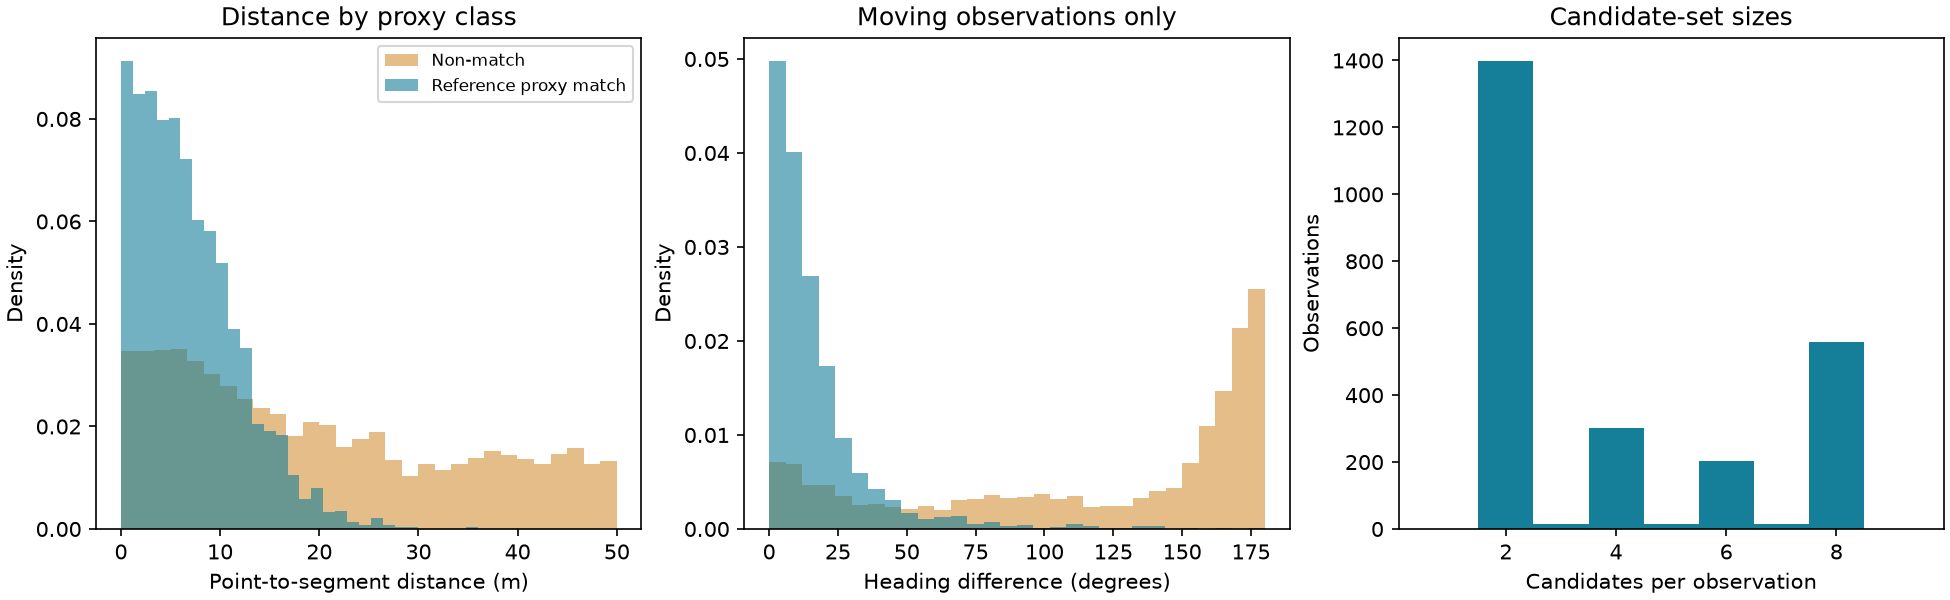 Distance by proxy class
Non-match
Reference proxy match
Density
0.08
0.06
0.04
0.02
0.00
0 10 20 30 40 50
Point-to-segment distance (m)
Moving observations only
Density
0.05
0.04
0.03
0.02
0.01
0.00
0 25 50 75 100 125 150 175
Heading difference (degrees)
Candidate-set sizes
Observations
1400
1200
1000
800
600
400
200
0
2 4 6 8
Candidates per observation